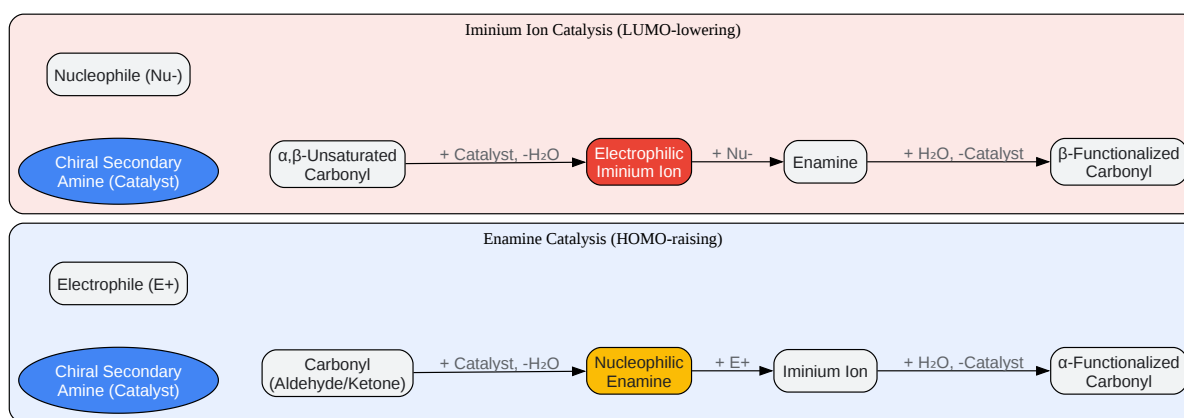 Iminium Ion Catalysis (LUMO-lowering)
Nucleophile (Nu-)
Chiral Secondary
Amine (Catalyst)
α,β-Unsaturated
Carbonyl
+ Catalyst, -H₂O
Electrophilic
Iminium Ion
+ Nu-
Enamine
+ H₂O, -Catalyst
β-Functionalized
Carbonyl
Enamine Catalysis (HOMO-raising)
Electrophile (E+)
Chiral Secondary
Amine (Catalyst)
Carbonyl
(Aldehyde/Ketone)
+ Catalyst, -H₂O
Nucleophilic
Enamine
+ E+
Iminium Ion
+ H₂O, -Catalyst
α-Functionalized
Carbonyl